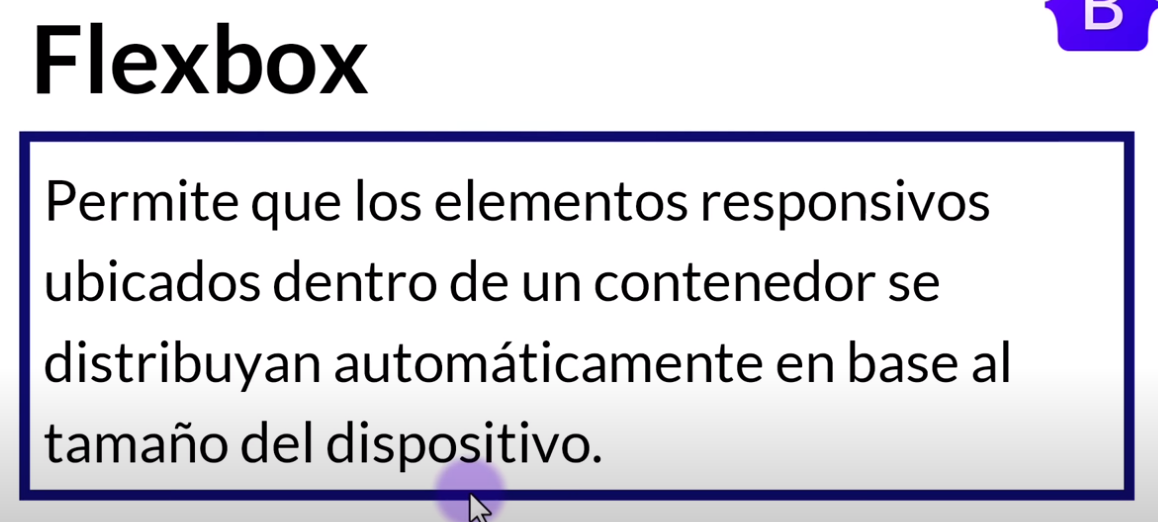 B
Flexbox
Permite que los elementos responsivos
ubicados dentro de un contenedor se
distribuyan automáticamente en base al
tamaño del dispositivo.